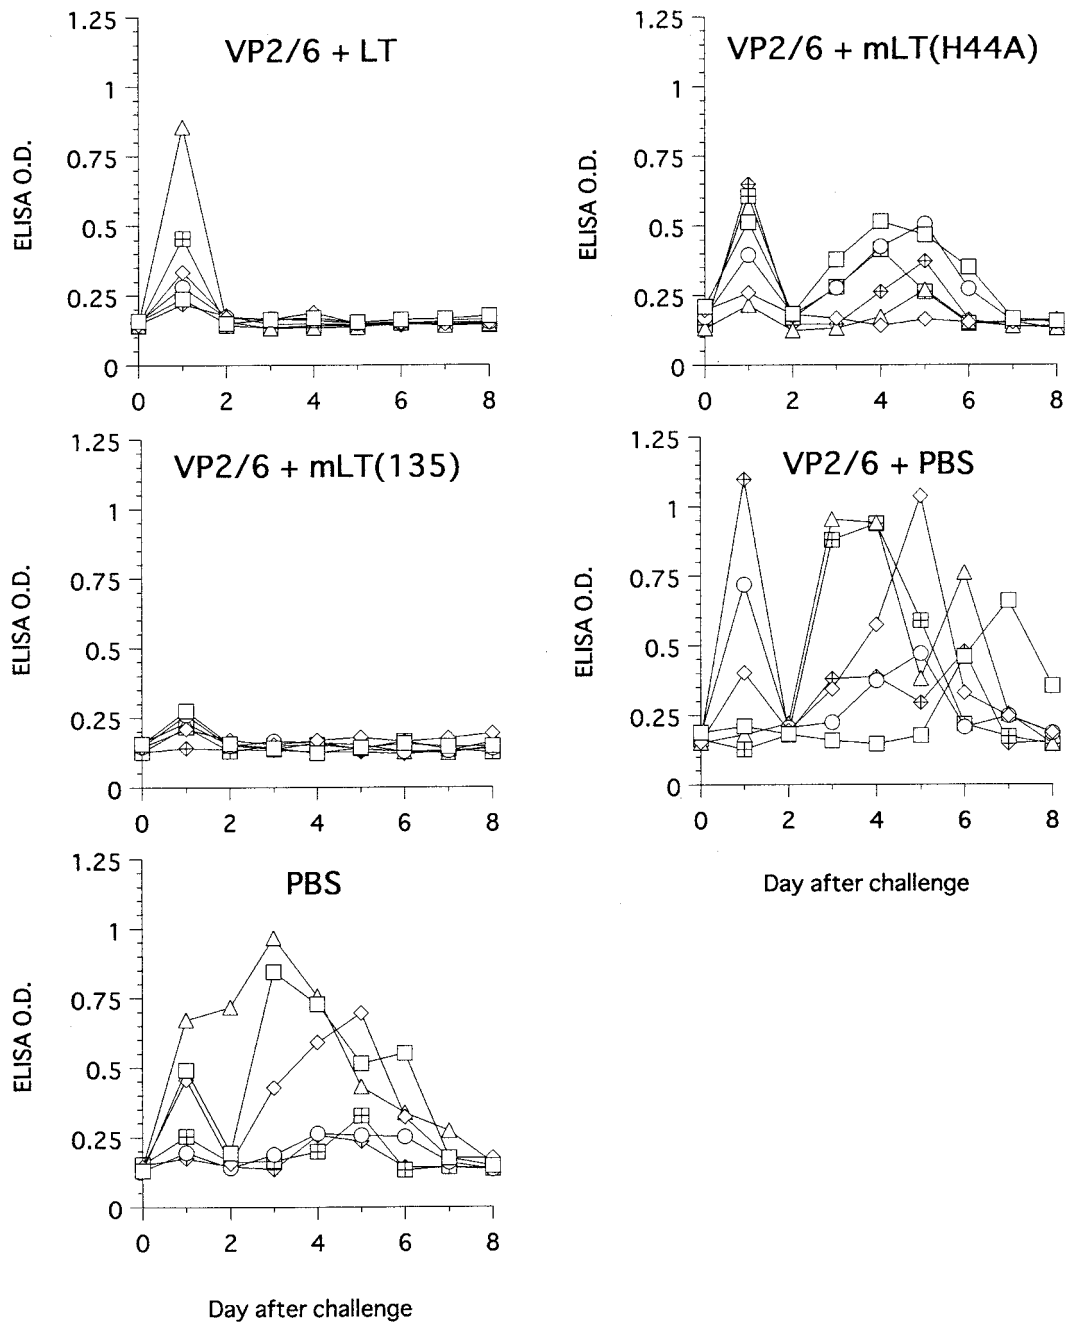 VP2/6 + LT
ELISA O.D.
1.25
1
0.75
0.5
0.25
0
0 2 4 6 8
VP2/6 + mLT(H44A)
ELISA O.D.
1.25
1
0.75
0.5
0.25
0
0 2 4 6 8
VP2/6 + mLT(135)
ELISA O.D.
1.25
1
0.75
0.5
0.25
0
0 2 4 6 8
VP2/6 + PBS
ELISA O.D.
1.25
1
0.75
0.5
0.25
0
0 2 4 6 8
Day after challenge
PBS
ELISA O.D.
1.25
1
0.75
0.5
0.25
0
0 2 4 6 8
Day after challenge